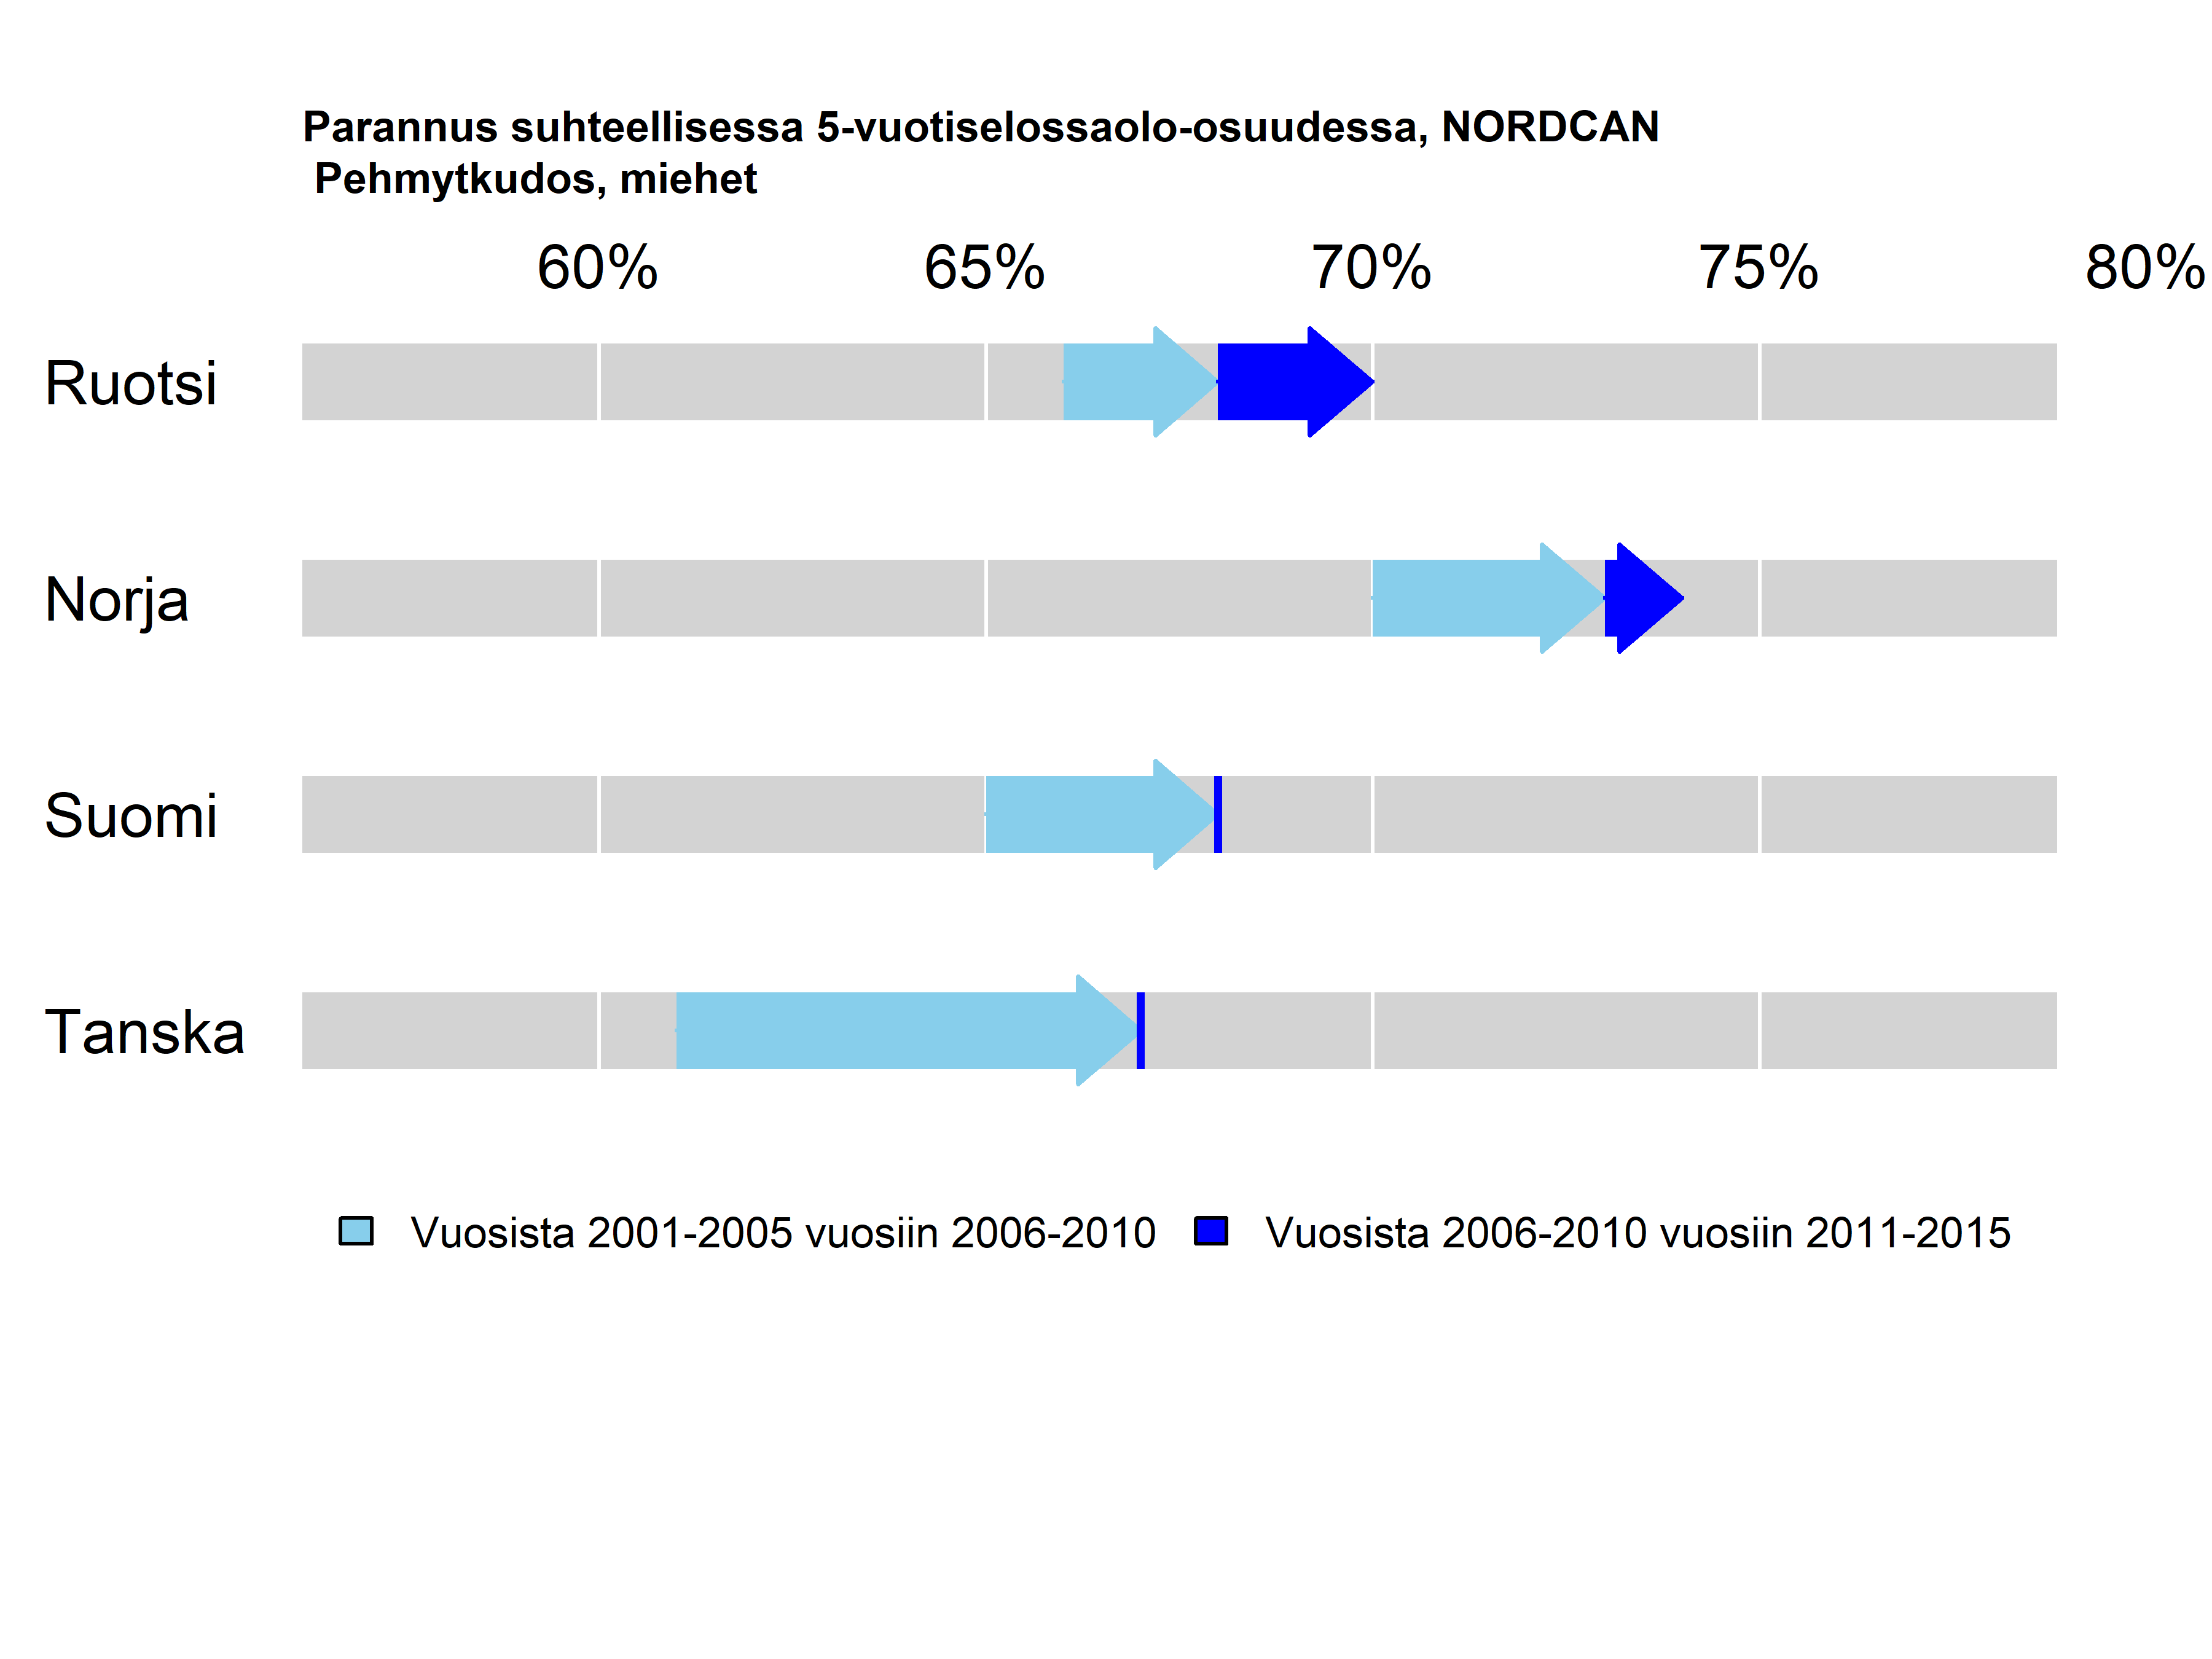 Parannus suhteellisessa 5-vuotiselossaolo-osuudessa, NORDCAN
Pehmytkudos, miehet
60% 65% 70% 75% 80%
Ruotsi
Norja
Suomi
Tanska
Vuosista 2001-2005 vuosiin 2006-2010 Vuosista 2006-2010 vuosiin 2011-2015